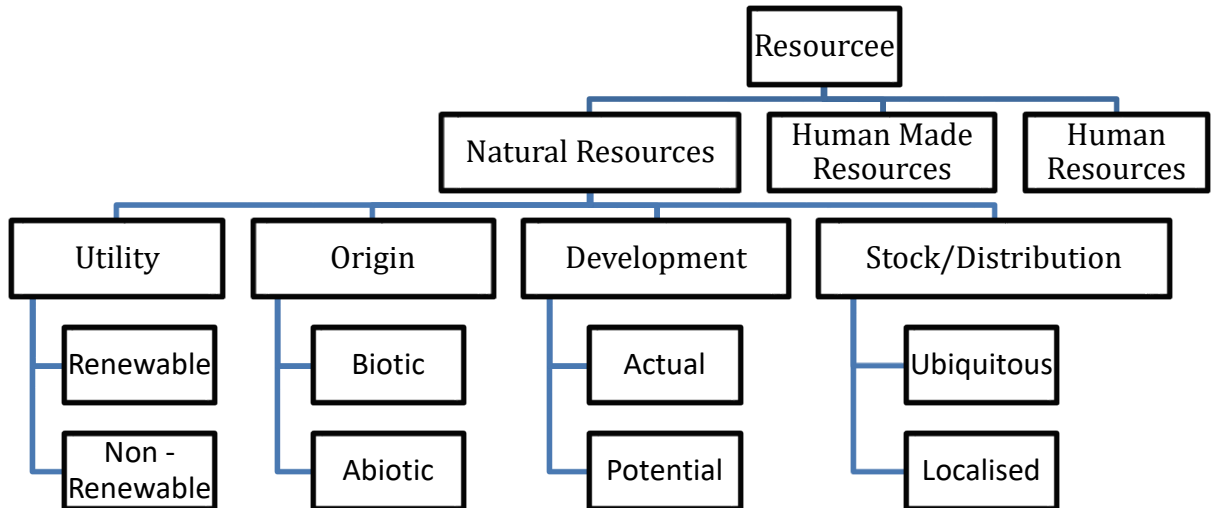 Resourcee
Natural Resources
Human Made
Resources
Human
Resources
Utility
Origin
Development
Stock/Distribution
Renewable
Biotic
Actual
Ubiquitous
Non -
Renewable
Abiotic
Potential
Localised